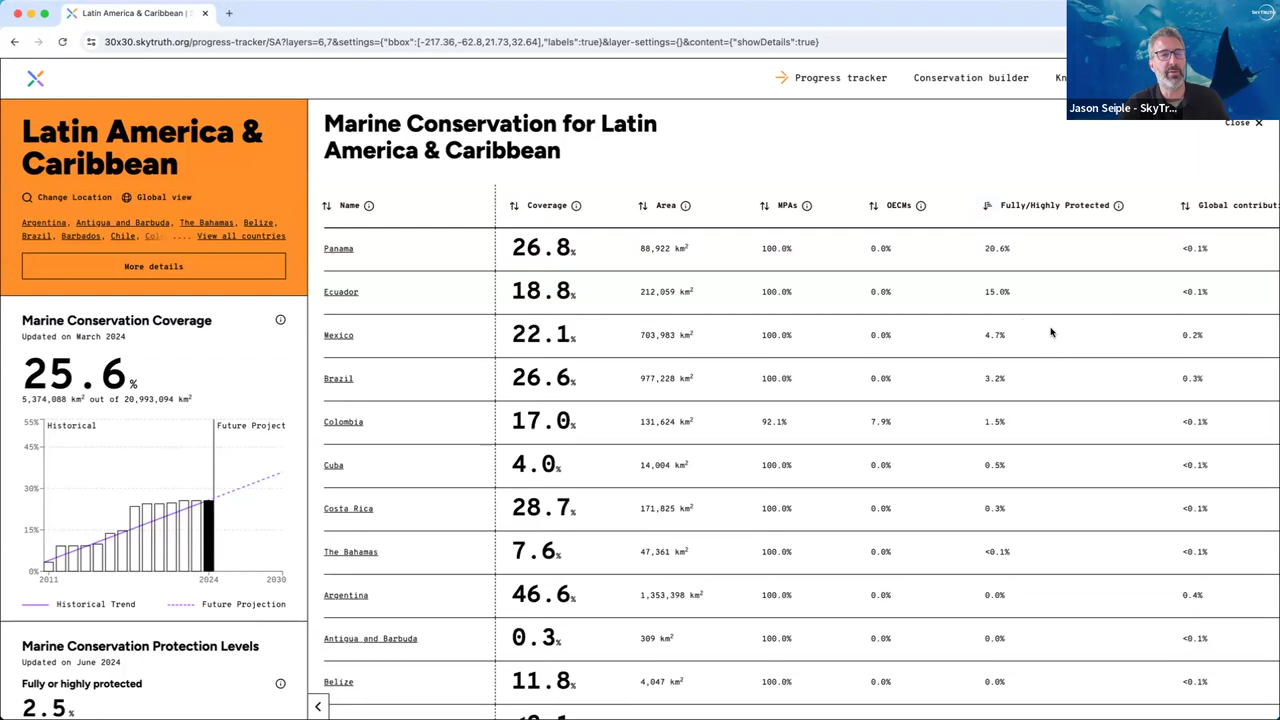 Latin America & Caribbean |
30x30.skytruth.org/progress-tracker/SA?layers=6,7&settings={"bbox":[-217.36,-62.8,21.73,32.64],"labels":true}&layer-settings={}&content={"showDetails":true}
SKYTRUTH
Jason Seiple - SkyTr...
Progress tracker
Conservation builder
Kn
Latin America &
Caribbean
Change Location
Global view
Argentina, Antigua and Barbuda, The Bahamas, Belize,
Brazil, Barbados, Chile, Col .... View all countries
More details
Marine Conservation Coverage
Updated on March 2024
25.6%
5,374,088 km² out of 20,993,094 km²
55%
45%
30%
15%
0%
Historical
Future Project
2011
2024
2030
Historical Trend
Future Projection
Marine Conservation Protection Levels
Updated on June 2024
Fully or highly protected
2.5%
Marine Conservation for Latin
America & Caribbean
Close ×
Name Coverage Area MPAs OECMs Fully/Highly Protected Global contribut
Panama 26.8% 88,922 km² 100.0% 0.0% 20.6% <0.1%
Ecuador 18.8% 212,059 km² 100.0% 0.0% 15.0% <0.1%
Mexico 22.1% 703,983 km² 100.0% 0.0% 4.7% 0.2%
Brazil 26.6% 977,228 km² 100.0% 0.0% 3.2% 0.3%
Colombia 17.0% 131,624 km² 92.1% 7.9% 1.5% <0.1%
Cuba 4.0% 14,004 km² 100.0% 0.0% 0.5% <0.1%
Costa Rica 28.7% 171,825 km² 100.0% 0.0% 0.3% <0.1%
The Bahamas 7.6% 47,361 km² 100.0% 0.0% <0.1% <0.1%
Argentina 46.6% 1,353,398 km² 100.0% 0.0% 0.0% 0.4%
Antigua and Barbuda 0.3% 309 km² 100.0% 0.0% 0.0% <0.1%
Belize 11.8% 4,047 km² 100.0% 0.0% 0.0% <0.1%